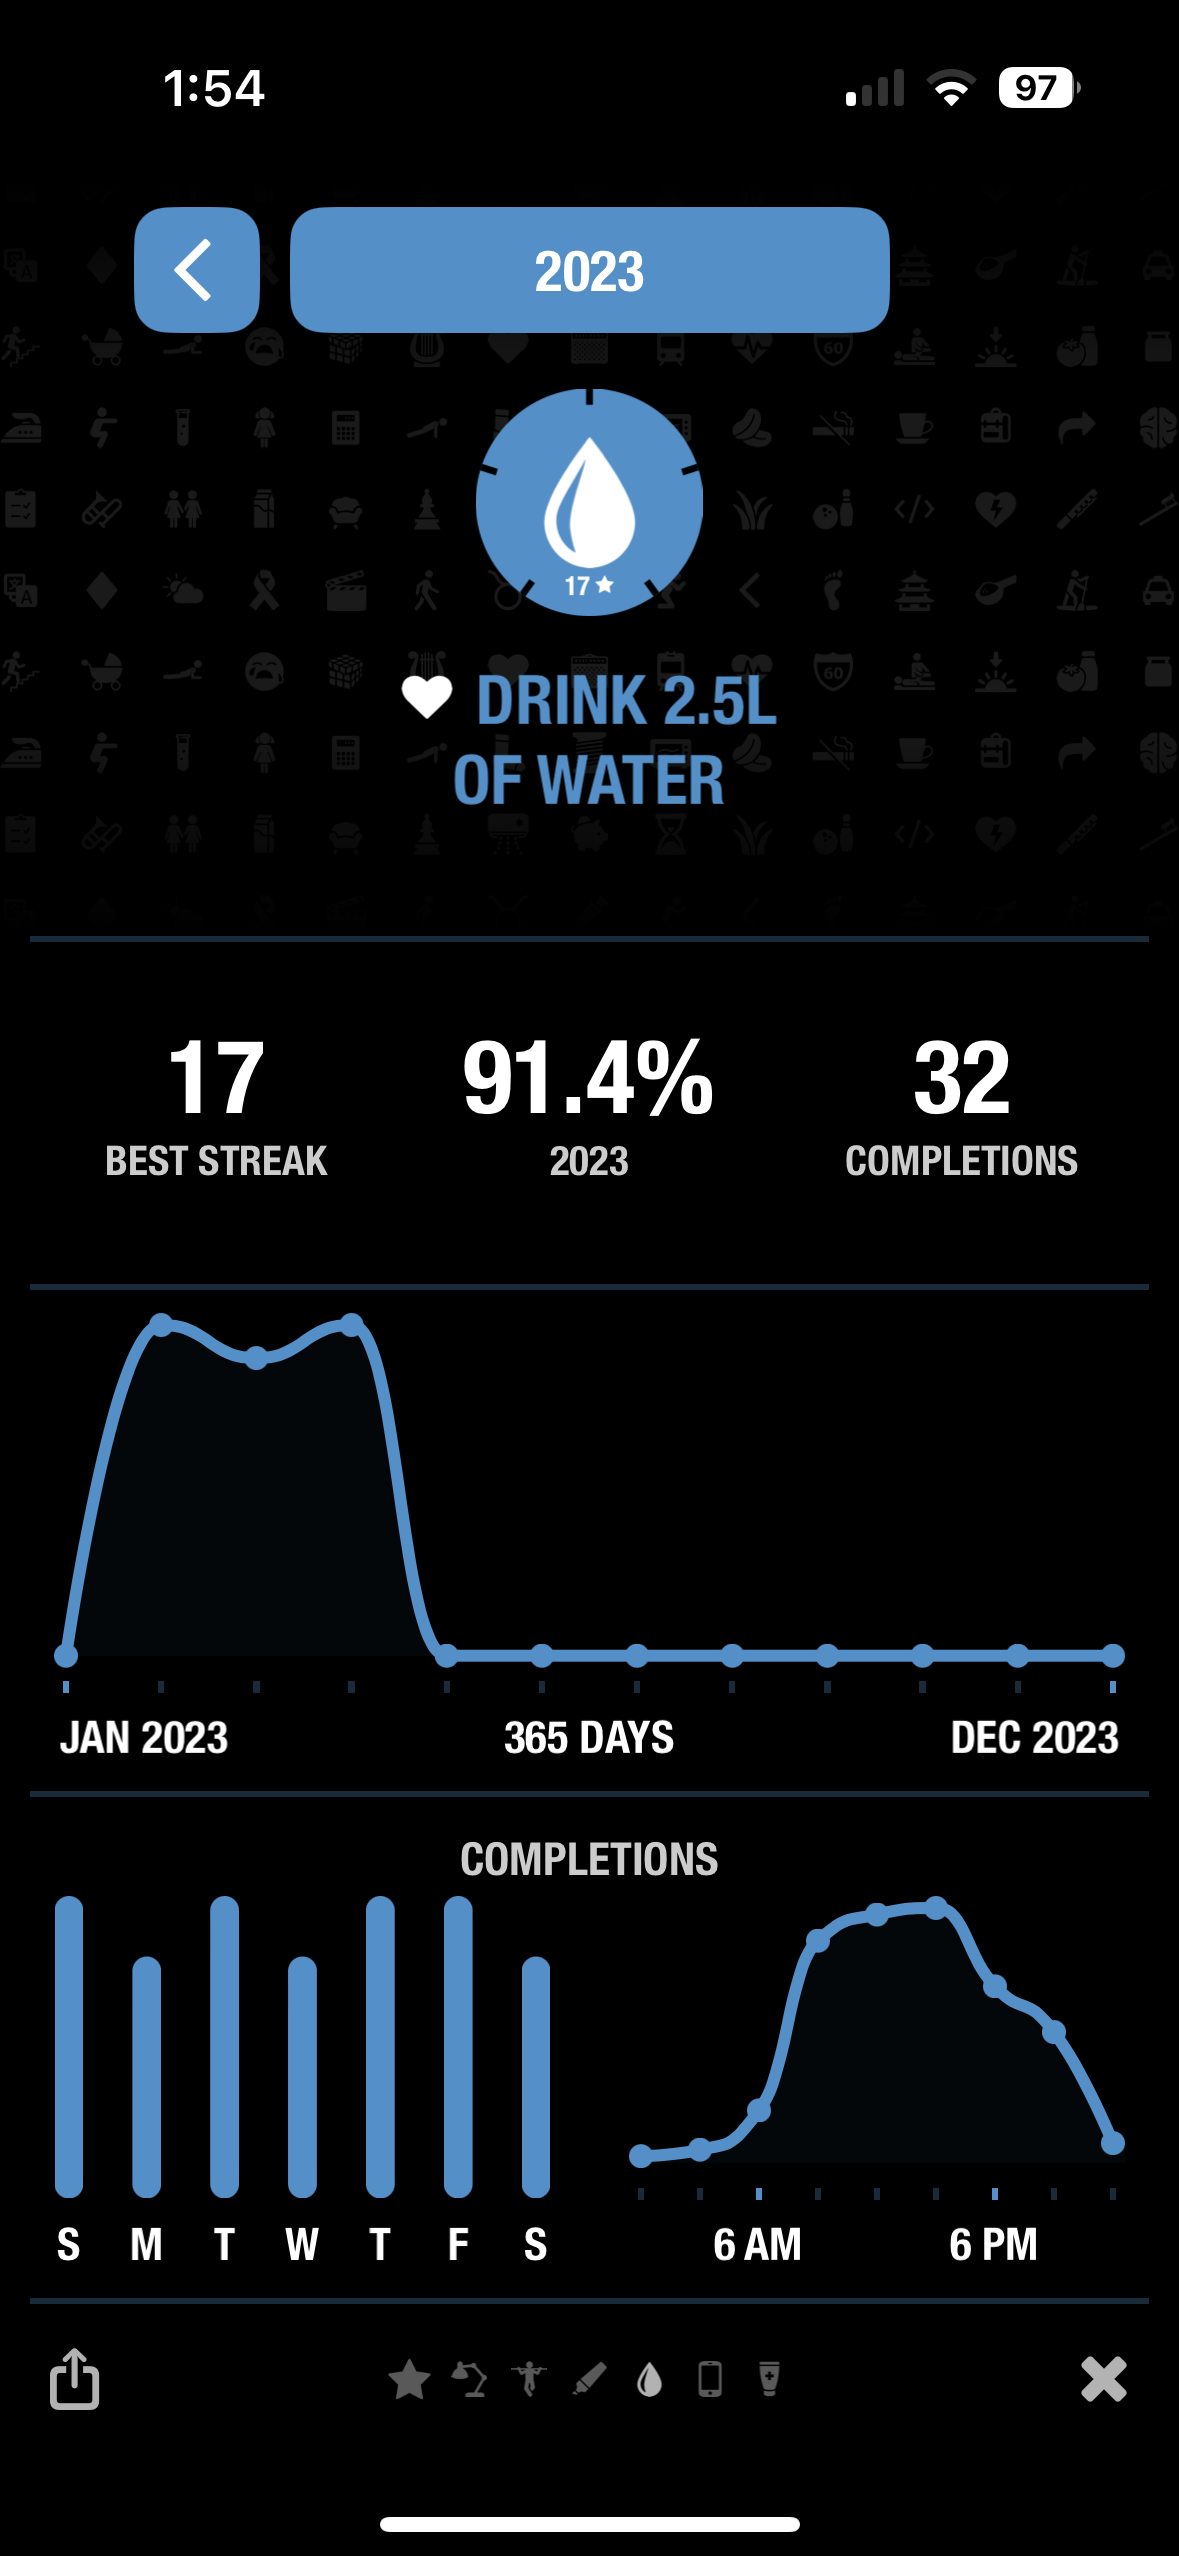 1:54
97
2023
17
DRINK 2.5L
OF WATER
17
91.4%
32
BEST STREAK
2023
COMPLETIONS
JAN 2023
365 DAYS
DEC 2023
COMPLETIONS
S M T W T F S
6 AM
6 PM